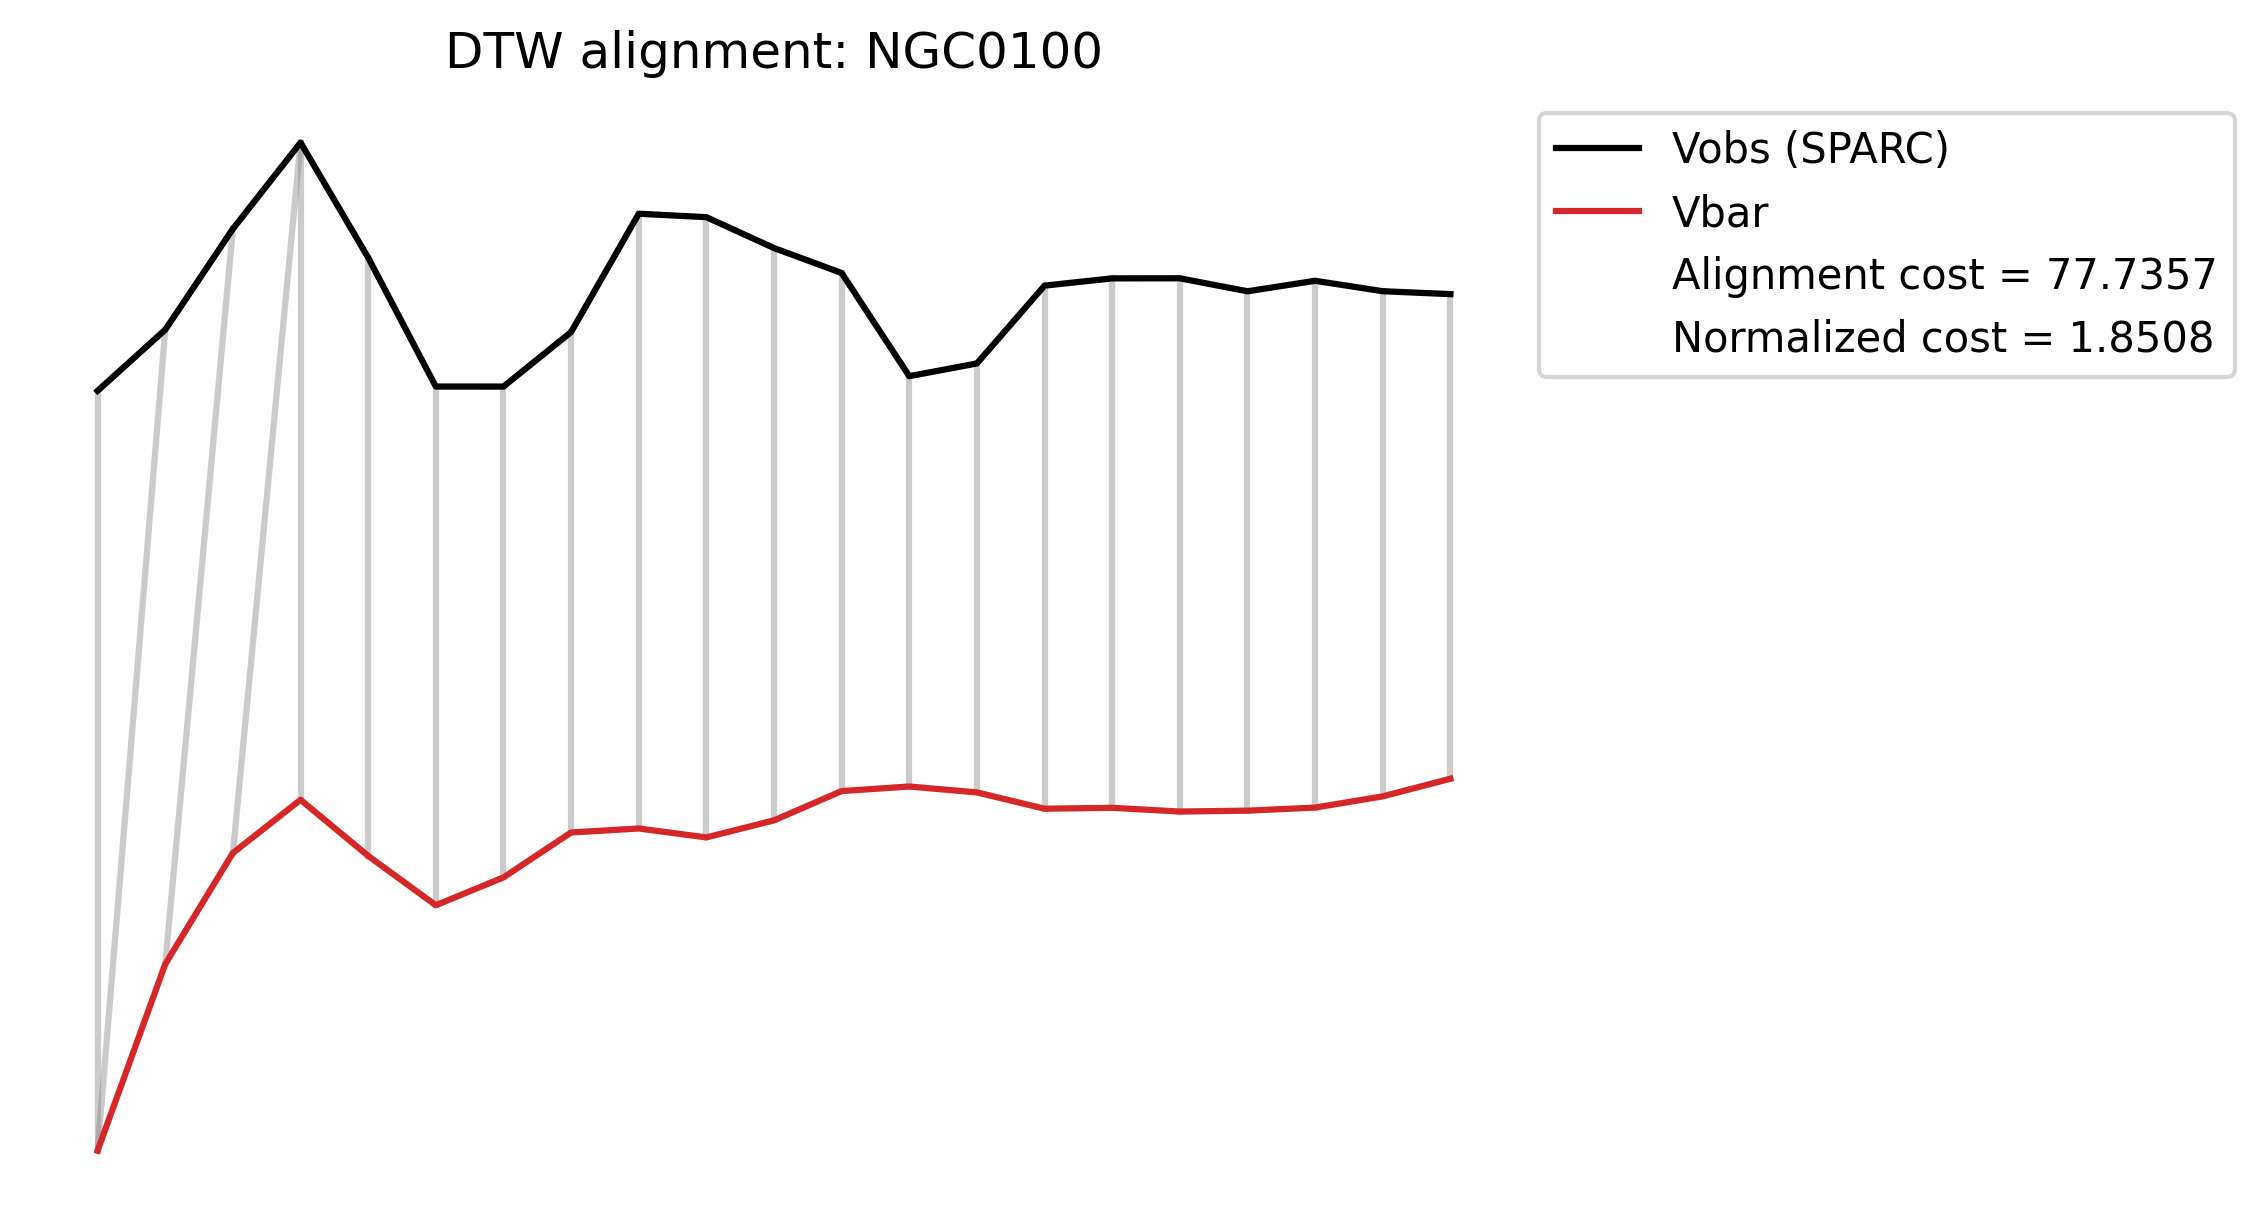 DTW alignment: NGC0100
Vobs (SPARC)
Vbar
Alignment cost = 77.7357
Normalized cost = 1.8508